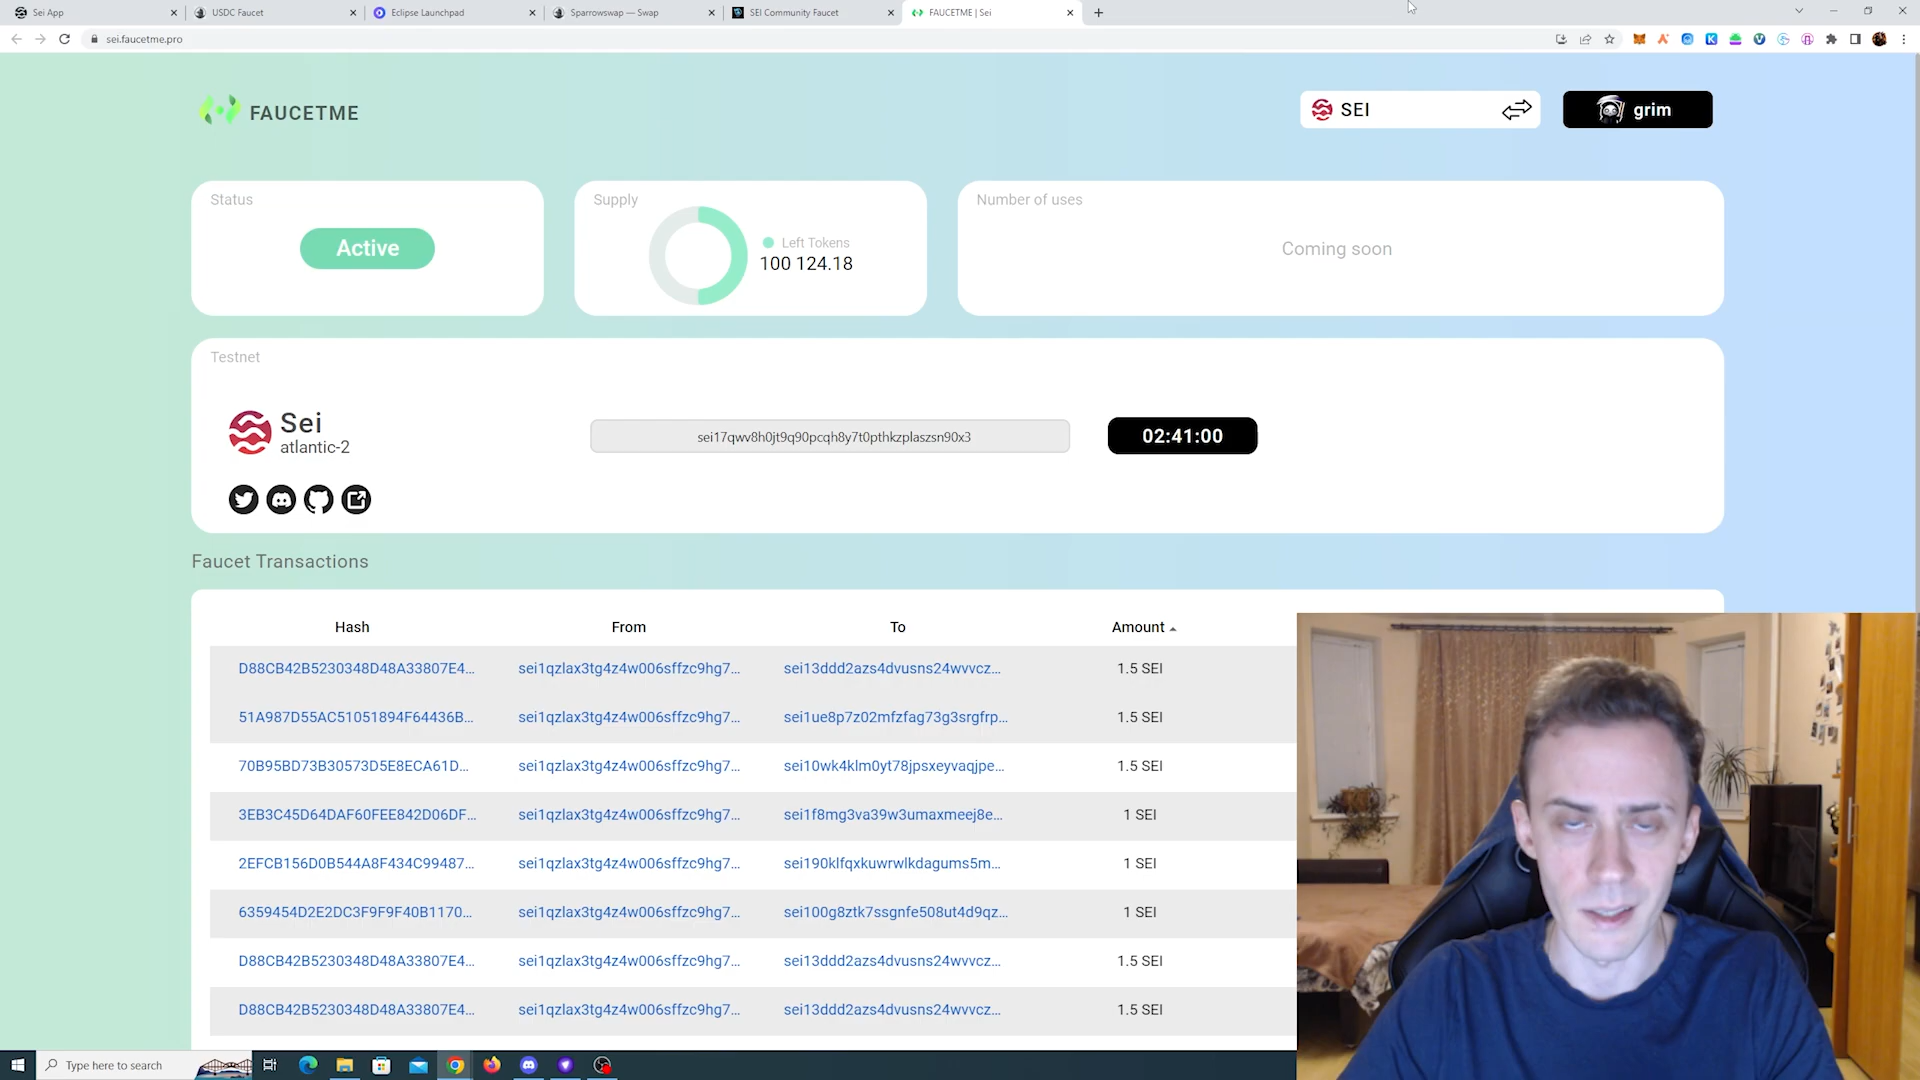 Sei App
USDC Faucet
Eclipse Launchpad
Sparrowswap — Swap
SEI Community Faucet
FAUCETME | Sei
sei.faucetme.pro
FAUCETME
SEI
grim
Status
Active
Supply
Left Tokens
100 124.18
Number of uses
Coming soon
Testnet
Sei
atlantic-2
sei17qwv8h0jt9q90pcqh8y7t0pthkzplaszsn90x3
02:41:00
Faucet Transactions
Hash From To Amount
D88CB42B5230348D48A33807E4... sei1qzlax3tg4z4w006sffzc9hg7... sei13ddd2azs4dvusns24wvvcz... 1.5 SEI
51A987D55AC51051894F64436B... sei1qzlax3tg4z4w006sffzc9hg7... sei1ue8p7z02mfzfag73g3srgfrp... 1.5 SEI
70B95BD73B30573D5E8ECA61D... sei1qzlax3tg4z4w006sffzc9hg7... sei10wk4klm0yt78jpsxeyvaqjpe... 1.5 SEI
3EB3C45D64DAF60FEE842D06DF... sei1qzlax3tg4z4w006sffzc9hg7... sei1f8mg3va39w3umaxmeej8e... 1 SEI
2EFCB156D0B544A8F434C99487... sei1qzlax3tg4z4w006sffzc9hg7... sei190klfqxkuwrwlkdagums5m... 1 SEI
6359454D2E2DC3F9F9F40B1170... sei1qzlax3tg4z4w006sffzc9hg7... sei100g8ztk7ssgnfe508ut4d9qz... 1 SEI
D88CB42B5230348D48A33807E4... sei1qzlax3tg4z4w006sffzc9hg7... sei13ddd2azs4dvusns24wvvcz... 1.5 SEI
D88CB42B5230348D48A33807E4... sei1qzlax3tg4z4w006sffzc9hg7... sei13ddd2azs4dvusns24wvvcz... 1.5 SEI
Type here to search